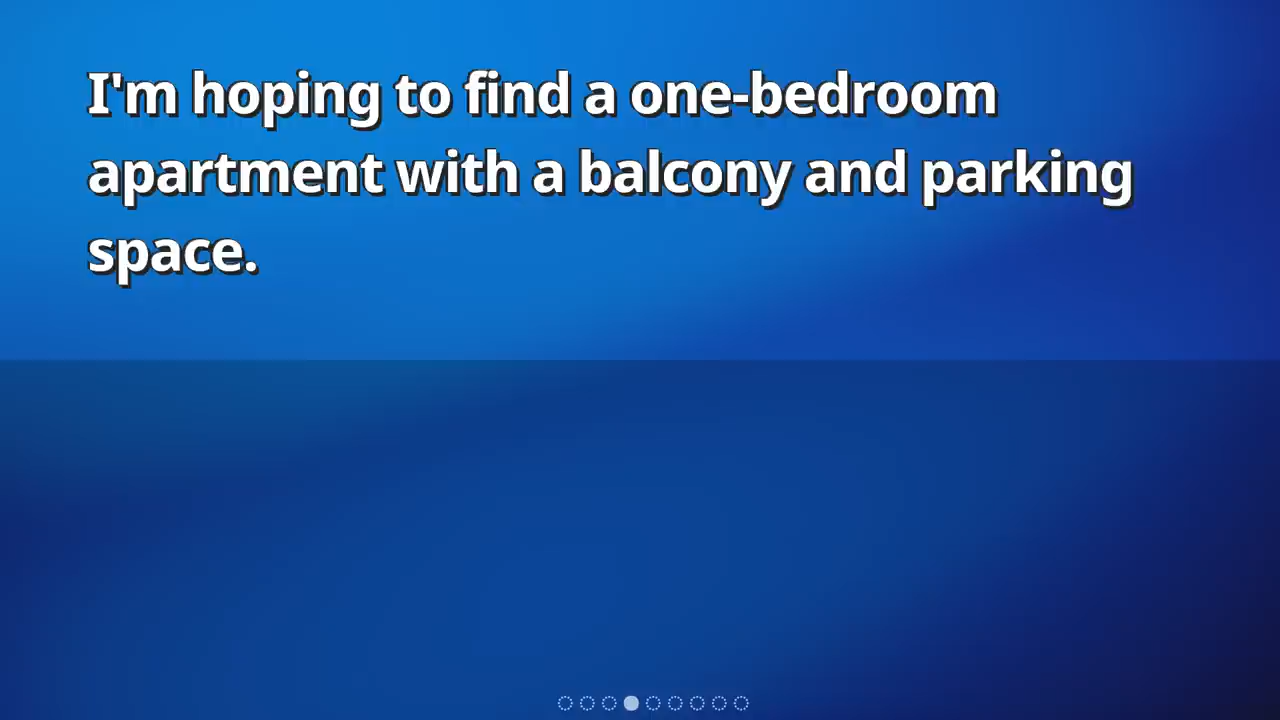 I'm hoping to find a one-bedroom
apartment with a balcony and parking
space.